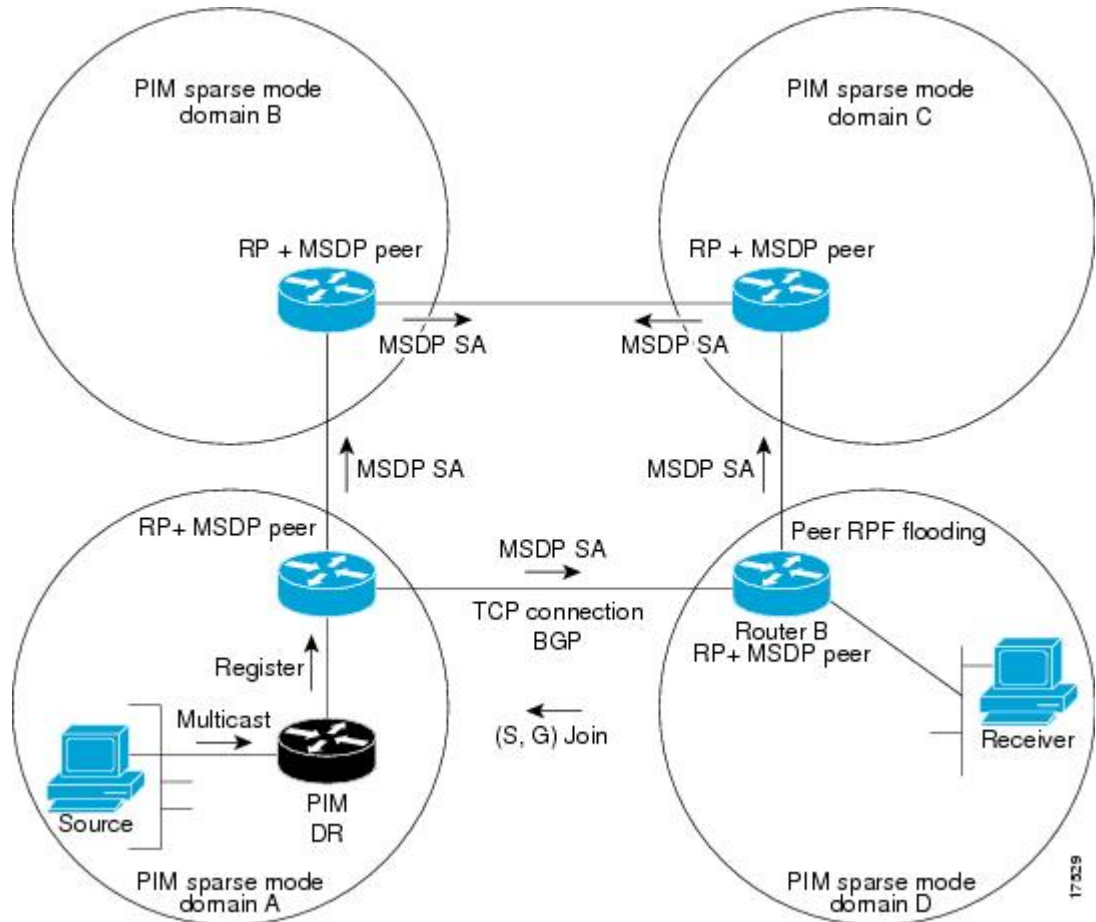 PIM sparse mode
domain B
PIM sparse mode
domain C
RP + MSDP peer
RP + MSDP peer
MSDP SA
MSDP SA
MSDP SA
MSDP SA
RP+ MSDP peer
Peer RPF flooding
MSDP SA
TCP connection
BGP
Router B
RP+ MSDP peer
Register
Multicast
(S, G) Join
Receiver
Source
PIM
DR
PIM sparse mode
domain A
PIM sparse mode
domain D
17529